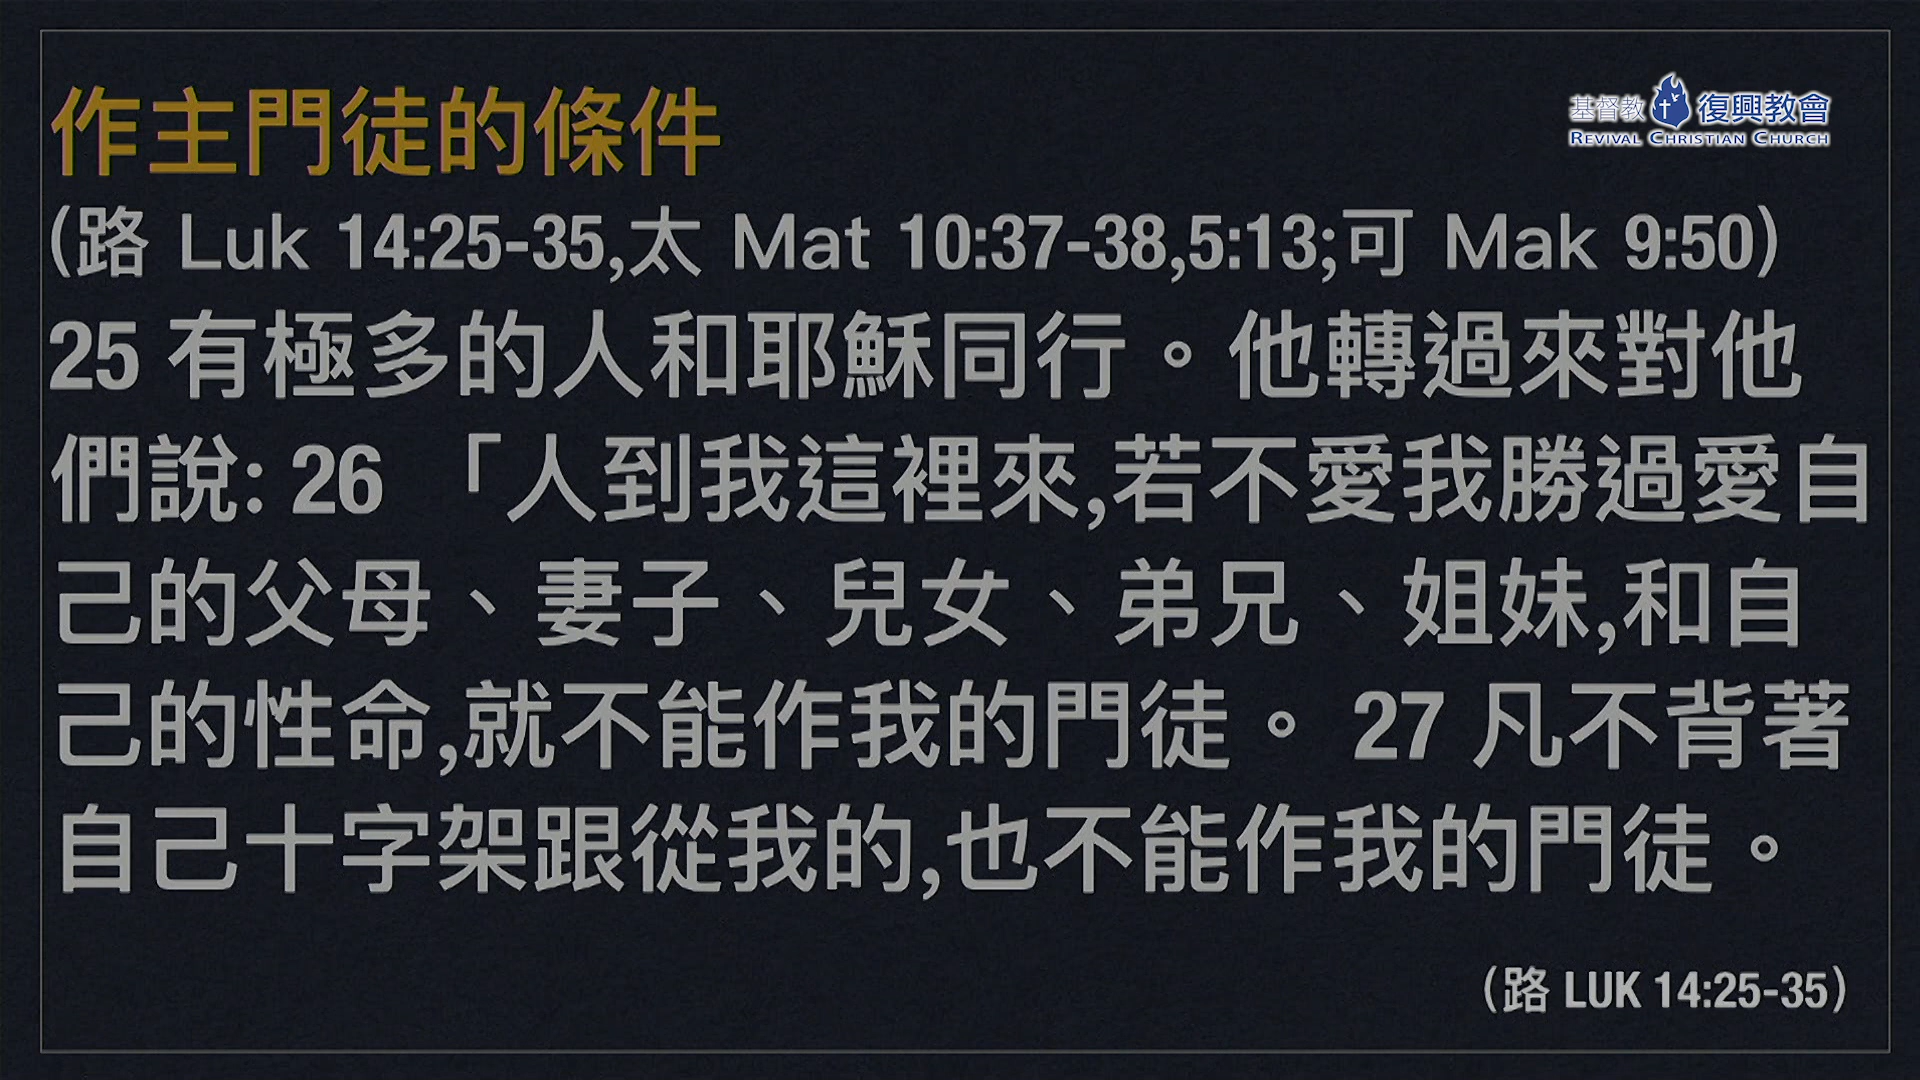 作主門徒的條件
基督教 復興教會
REVIVAL CHRISTIAN CHURCH
(路 Luk 14:25-35,太 Mat 10:37-38,5:13;可 Mak 9:50)
25 有極多的人和耶穌同行。他轉過來對他
們說: 26 「人到我這裡來,若不愛我勝過愛自
己的父母、妻子、兒女、弟兄、姐妹,和自
己的性命,就不能作我的門徒。 27 凡不背著
自己十字架跟從我的,也不能作我的門徒。
(路 LUK 14:25-35)